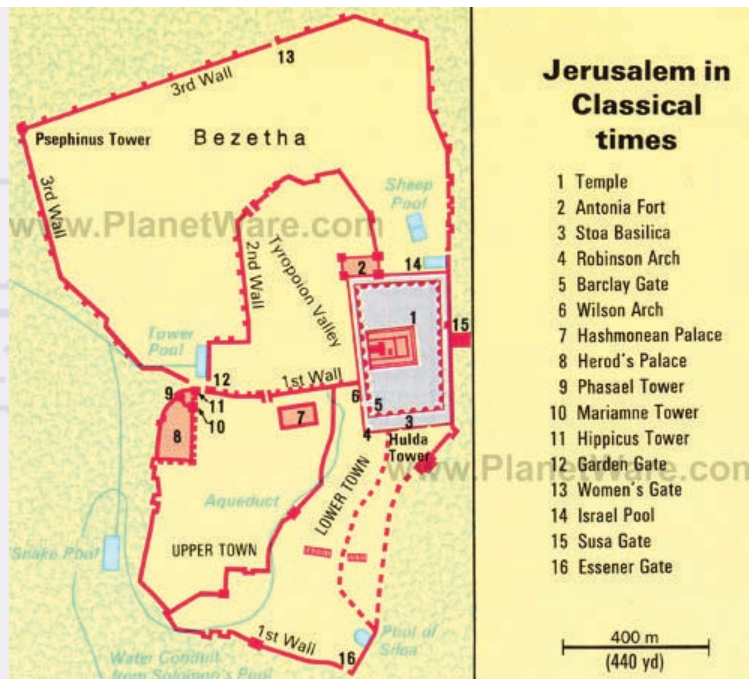 Jerusalem in
Classical
times
1 Temple
2 Antonia Fort
3 Stoa Basilica
4 Robinson Arch
5 Barclay Gate
6 Wilson Arch
7 Hashmonean Palace
8 Herod's Palace
9 Phasael Tower
10 Mariamne Tower
11 Hippicus Tower
12 Garden Gate
13 Women's Gate
14 Israel Pool
15 Susa Gate
16 Essener Gate
400 m
(440 yd)
13
3rd Wall
Psephinus Tower
Bezetha
3rd Wall
Sheep
Pool
www.PlanetWare.com
2nd Wall
Tyropoion Valley
2
14
1
15
Tower
Pool
12
1st Wall
9
11
10
6
5
7
8
3
4
Hulda
Tower
www.PlanetWare.com
LOWER TOWN
Aqueduct
UPPER TOWN
Snake Pool
1st Wall
Pool of
Siloa
16
Water Conduit
from Solomon's Pool